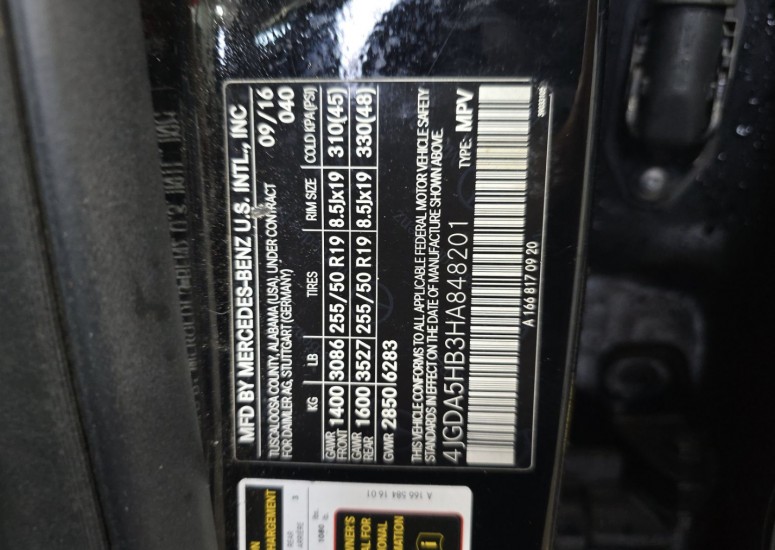 MFD BY MERCEDES-BENZ U.S. INTL., INC
TUSCALOOSA COUNTY, ALABAMA (USA), UNDER CONTRACT 09/16
FOR DAIMLER AG, STUTTGART (GERMANY) 040
KG LB TIRES RIM SIZE COLD KPA(PSI)
GAWR FRONT 1400 3086 255/50 R19 8.5Jx19 310(45)
GAWR REAR 1600 3527 255/50 R19 8.5Jx19 330(48)
GVWR 2850 6283
THIS VEHICLE CONFORMS TO ALL APPLICABLE FEDERAL MOTOR VEHICLE SAFETY
STANDARDS IN EFFECT ON THE DATE OF MANUFACTURE SHOWN ABOVE.
4JGDA5HB3HA848201 TYPE: MPV
A 166 817 09 20
A 166 584 16 01